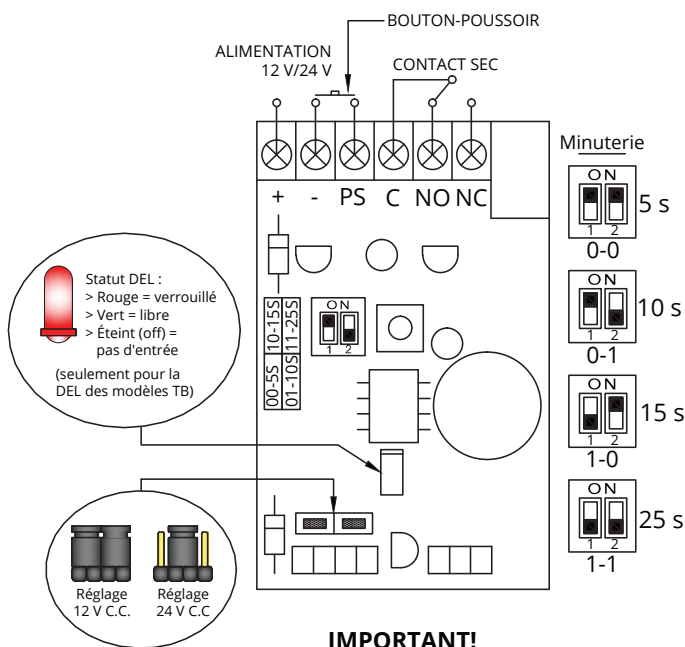 BOUTON-POUSSOIR
ALIMENTATION
12 V/24 V
CONTACT SEC
+ - PS C NO NC
Minuterie
ON
1 2
5 s
0-0
ON
1 2
10 s
0-1
ON
1 2
15 s
1-0
ON
1 2
25 s
1-1
Statut DEL :
> Rouge = verrouillé
> Vert = libre
> Éteint (off) =
pas d'entrée
(seulement pour la
DEL des modèles TB)
00-5S 10-15S
01-10S 11-25S
ON
1 2
Réglage
12 V C.C.
Réglage
24 V C.C
IMPORTANT!